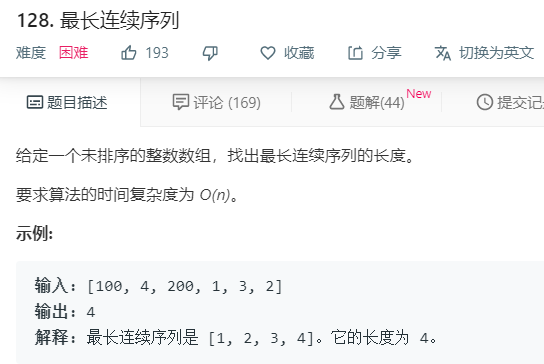 128. 最长连续序列
难度 困难 193 收藏 分享 切换为英文
题目描述 评论 (169) 题解(44) New 提交记
给定一个未排序的整数数组，找出最长连续序列的长度。
要求算法的时间复杂度为 O(n)。
示例:
输入: [100, 4, 200, 1, 3, 2]
输出: 4
解释: 最长连续序列是 [1, 2, 3, 4]。它的长度为 4。